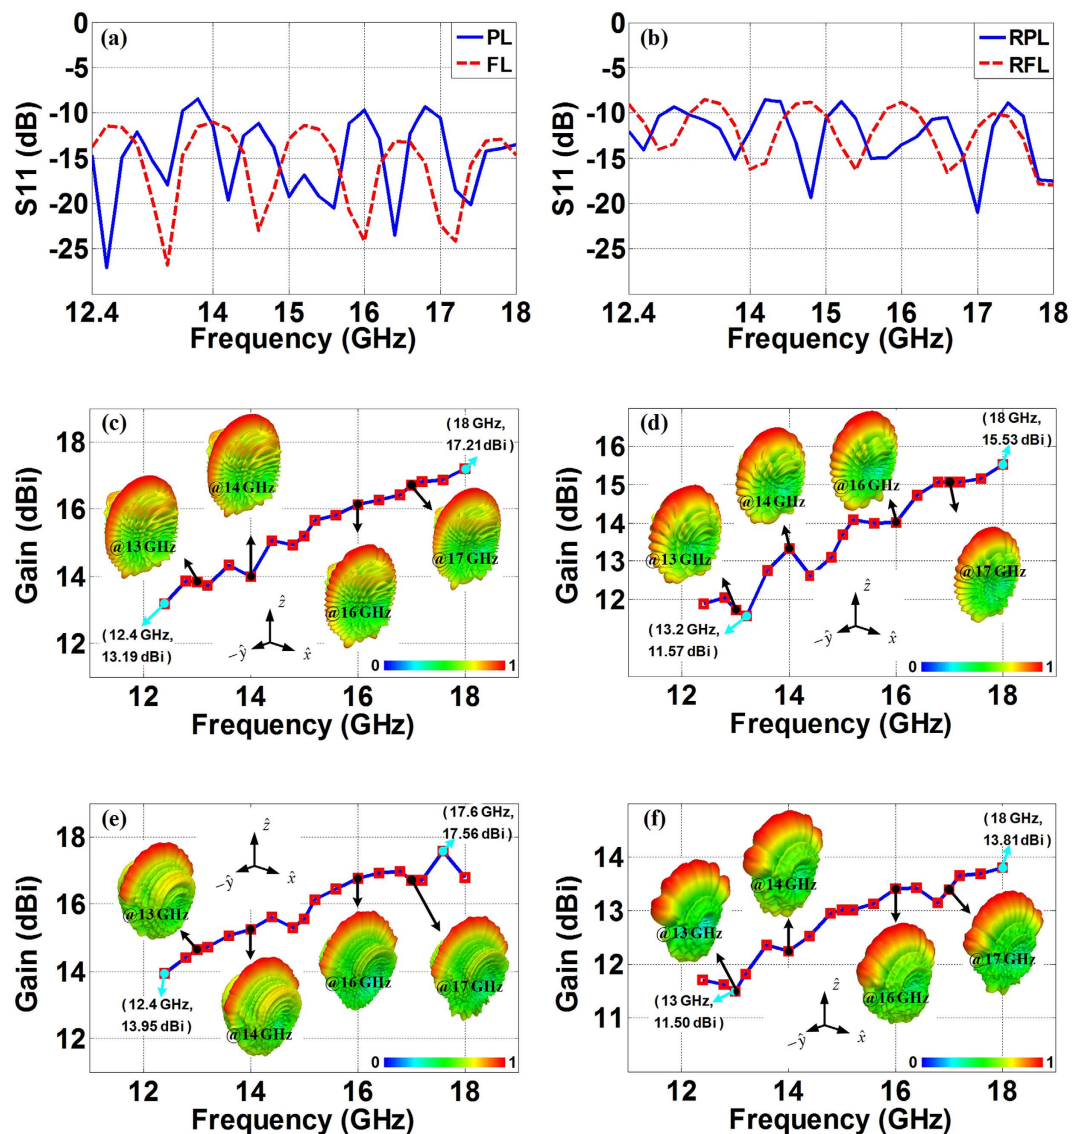 (a)
PL
FL
0
-5
-10
-15
-20
-25
S11 (dB)
12.4 14 15 16 17 18
Frequency (GHz)
(b)
RPL
RFL
0
-5
-10
-15
-20
-25
S11 (dB)
12.4 14 15 16 17 18
Frequency (GHz)
(c)
18
16
14
12
Gain (dBi)
@13 GHz
@14 GHz
@16 GHz
@17 GHz
(18 GHz,
17.21 dBi)
(12.4 GHz,
13.19 dBi)
ẑ
-ŷ x̂
0 1
12 14 16 18
Frequency (GHz)
(d)
16
15
14
13
12
Gain (dBi)
@13 GHz
@14 GHz
@16 GHz
@17 GHz
(18 GHz,
15.53 dBi)
(13.2 GHz,
11.57 dBi)
ẑ
-ŷ x̂
0 1
12 14 16 18
Frequency (GHz)
(e)
18
16
14
12
Gain (dBi)
@13 GHz
@14 GHz
@16 GHz
@17 GHz
(17.6 GHz,
17.56 dBi)
(12.4 GHz,
13.95 dBi)
ẑ
-ŷ x̂
0 1
12 14 16 18
Frequency (GHz)
(f)
14
13
12
11
Gain (dBi)
@13 GHz
@14 GHz
@16 GHz
@17 GHz
(18 GHz,
13.81 dBi)
(13 GHz,
11.50 dBi)
ẑ
-ŷ x̂
0 1
12 14 16 18
Frequency (GHz)